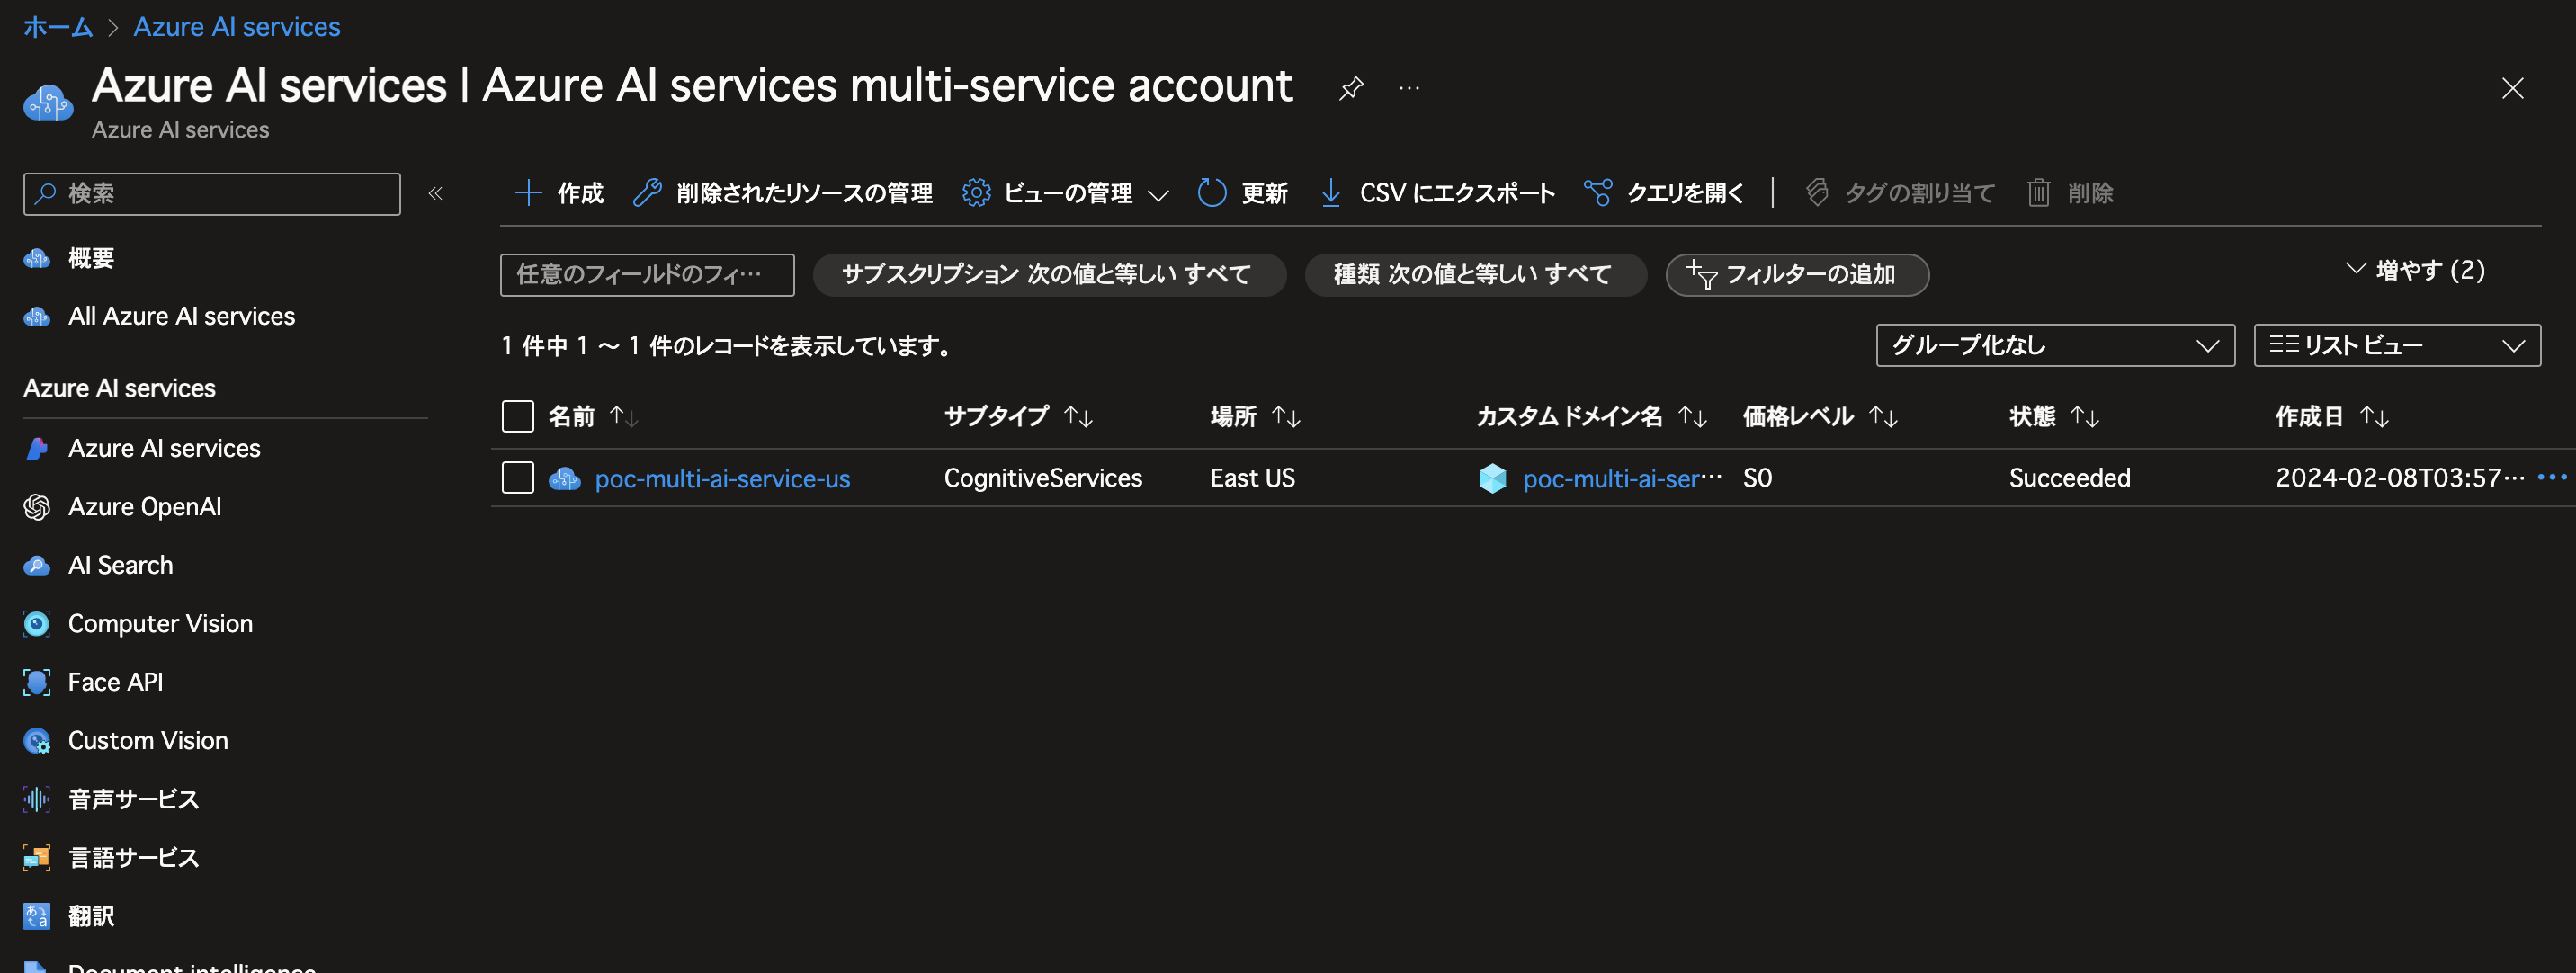 ホーム > Azure AI services
Azure AI services | Azure AI services multi-service account
Azure AI services
検索
概要
All Azure AI services
Azure AI services
Azure AI services
Azure OpenAI
AI Search
Computer Vision
Face API
Custom Vision
音声サービス
言語サービス
翻訳
Document intelligence
作成 削除されたリソースの管理 ビューの管理 更新 CSV にエクスポート クエリを開く タグの割り当て 削除
任意のフィールドのフィ… サブスクリプション 次の値と等しい すべて 種類 次の値と等しい すべて フィルターの追加 増やす (2)
1 件中 1 ～ 1 件のレコードを表示しています。 グループ化なし リスト ビュー
名前 サブタイプ 場所 カスタム ドメイン名 価格レベル 状態 作成日
poc-multi-ai-service-us CognitiveServices East US poc-multi-ai-ser… S0 Succeeded 2024-02-08T03:57…